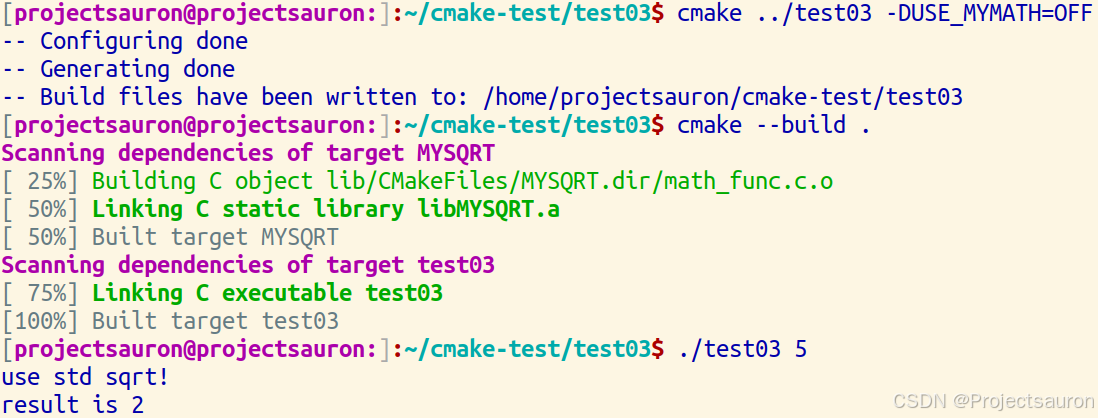 [projectsauron@projectsauron:]:~/cmake-test/test03$ cmake ../test03 -DUSE_MYMATH=OFF
-- Configuring done
-- Generating done
-- Build files have been written to: /home/projectsauron/cmake-test/test03
[projectsauron@projectsauron:]:~/cmake-test/test03$ cmake --build .
Scanning dependencies of target MYSQRT
[ 25%] Building C object lib/CMakeFiles/MYSQRT.dir/math_func.c.o
[ 50%] Linking C static library libMYSQRT.a
[ 50%] Built target MYSQRT
Scanning dependencies of target test03
[ 75%] Linking C executable test03
[100%] Built target test03
[projectsauron@projectsauron:]:~/cmake-test/test03$ ./test03 5
use std sqrt!
result is 2
CSDN @Projectsauron